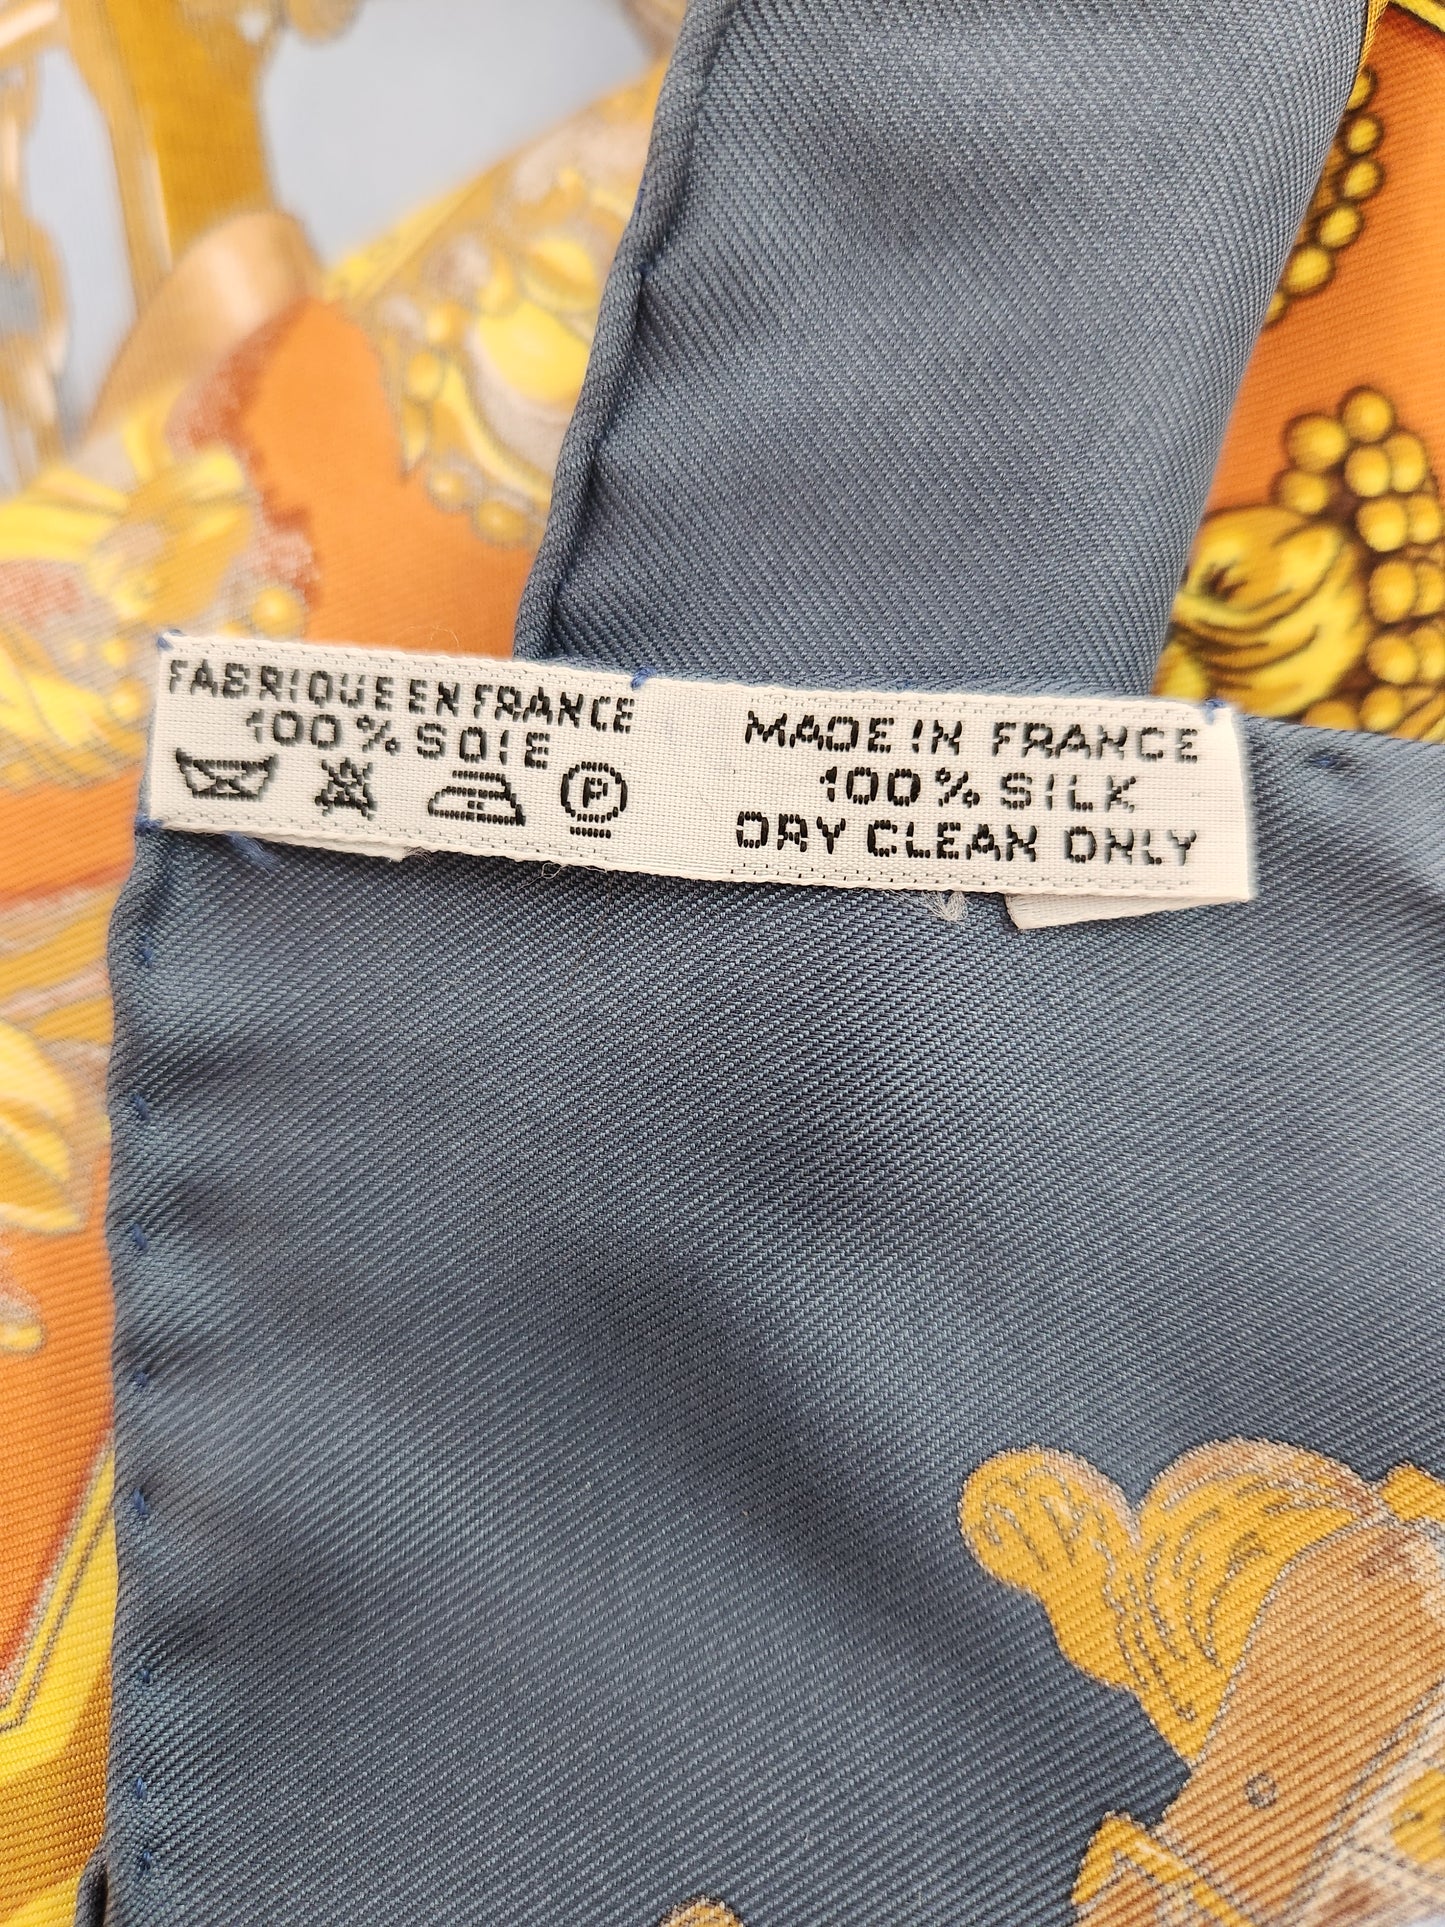 FABRIQUE EN FRANCE
100% SOIE
P
MADE IN FRANCE
100% SILK
DRY CLEAN ONLY